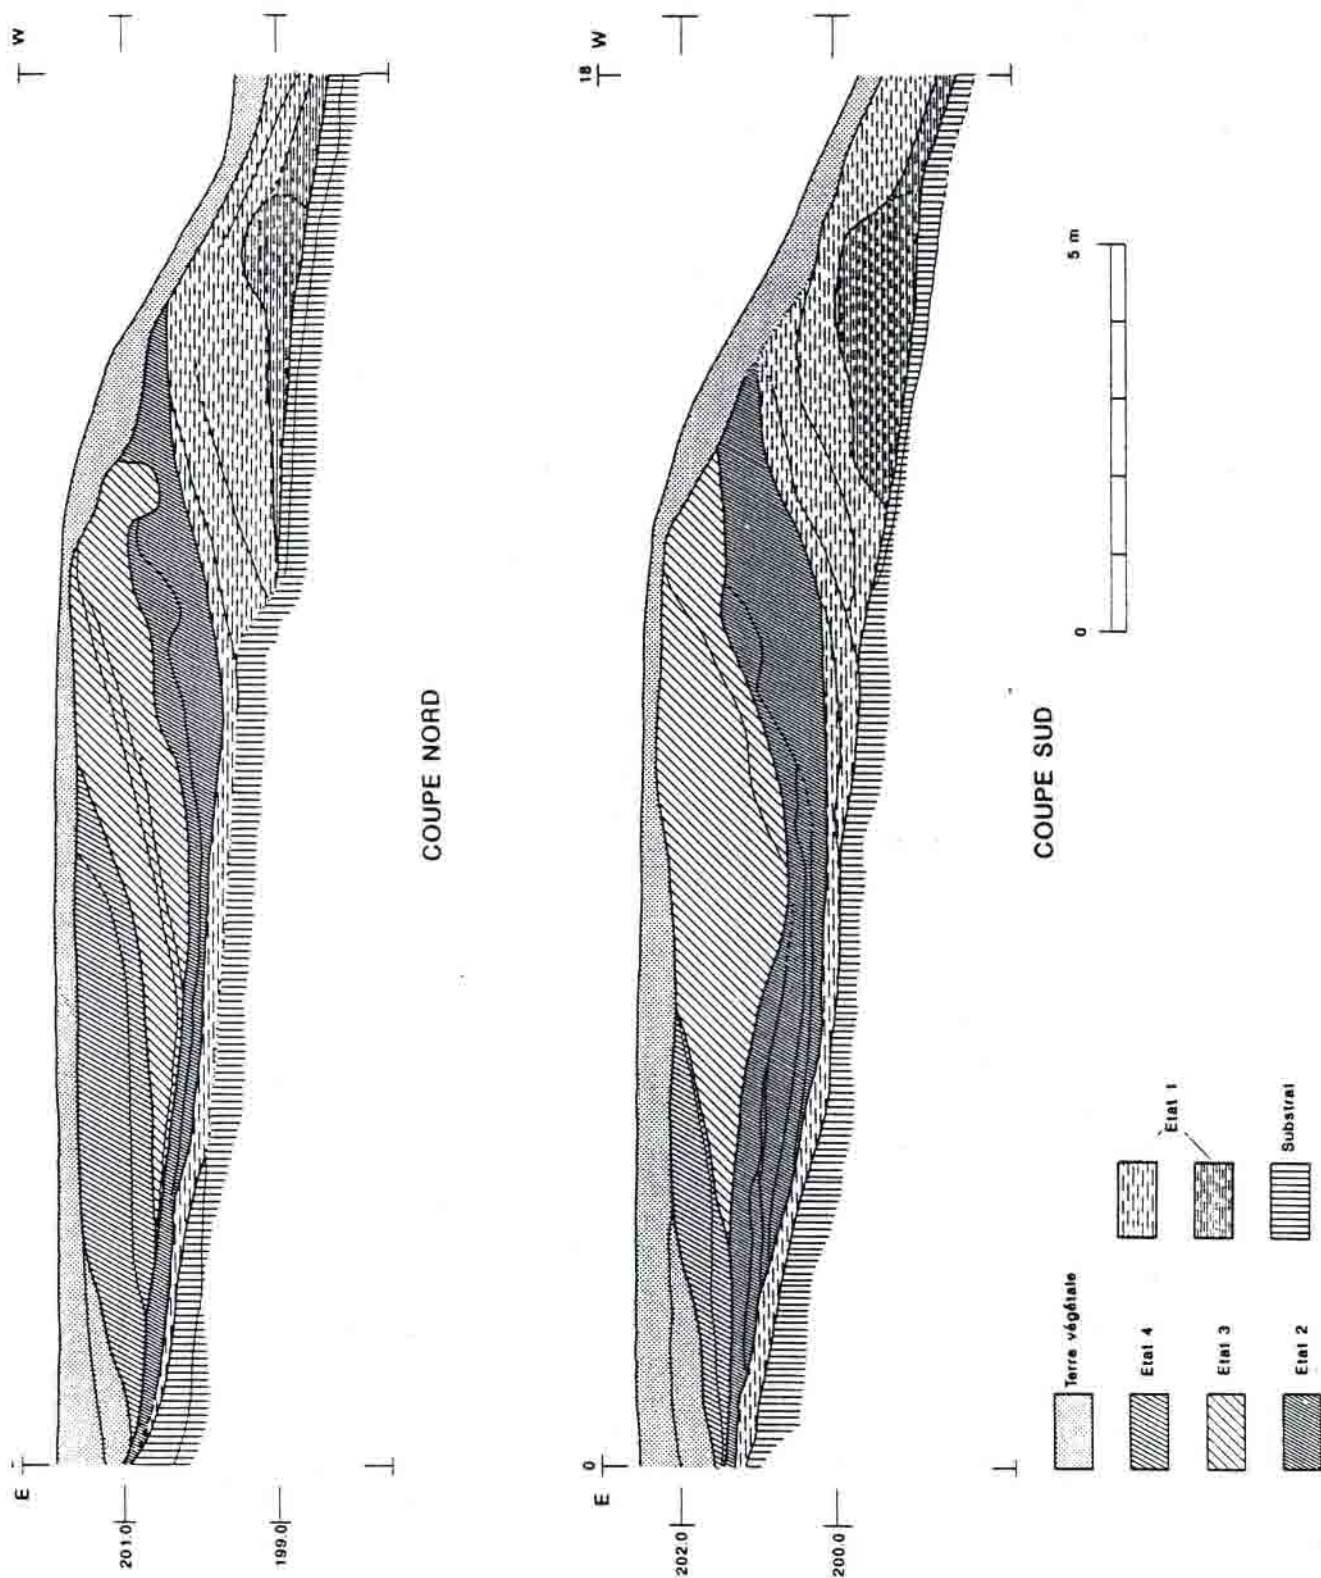 E
W
201.0
199.0
COUPE NORD
0
18
E
W
202.0
200.0
COUPE SUD
0
5 m
Terre végétale
Etat 4
Etat 3
Etat 2
Etat 1
Substrat